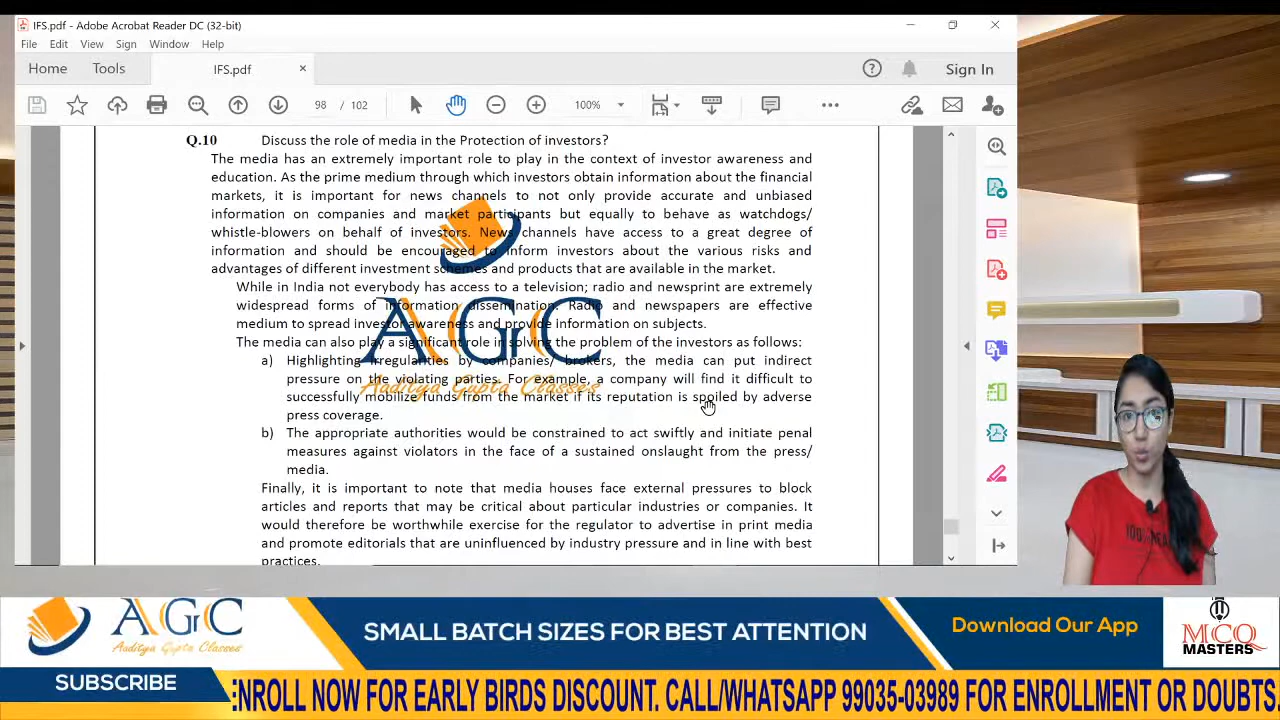 IFS.pdf - Adobe Acrobat Reader DC (32-bit)
File Edit View Sign Window Help
Home Tools IFS.pdf × Sign In
98 / 102 100%
Q.10 Discuss the role of media in the Protection of investors?
The media has an extremely important role to play in the context of investor awareness and
education. As the prime medium through which investors obtain information about the financial
markets, it is important for news channels to not only provide accurate and unbiased
information on companies and market participants but equally to behave as watchdogs/
whistle-blowers on behalf of investors. News channels have access to a great degree of
information and should be encouraged to inform investors about the various risks and
advantages of different investment schemes and products that are available in the market.
While in India not everybody has access to a television; radio and newsprint are extremely
widespread forms of information dissemination. Radio and newspapers are effective
medium to spread investor awareness and provide information on subjects.
The media can also play a significant role in solving the problem of the investors as follows:
a) Highlighting irregularities by companies/ brokers, the media can put indirect
pressure on the violating parties. For example, a company will find it difficult to
successfully mobilize funds from the market if its reputation is spoiled by adverse
press coverage.
b) The appropriate authorities would be constrained to act swiftly and initiate penal
measures against violators in the face of a sustained onslaught from the press/
media.
Finally, it is important to note that media houses face external pressures to block
articles and reports that may be critical about particular industries or companies. It
would therefore be worthwhile exercise for the regulator to advertise in print media
and promote editorials that are uninfluenced by industry pressure and in line with best
practices.
AGC
Aaditya Gupta Classes
100%
AGC
Aaditya Gupta Classes
SMALL BATCH SIZES FOR BEST ATTENTION
Download Our App
MCQ
MASTERS
SUBSCRIBE
ENROLL NOW FOR EARLY BIRDS DISCOUNT. CALL/WHATSAPP 99035-03989 FOR ENROLLMENT OR DOUBTS.